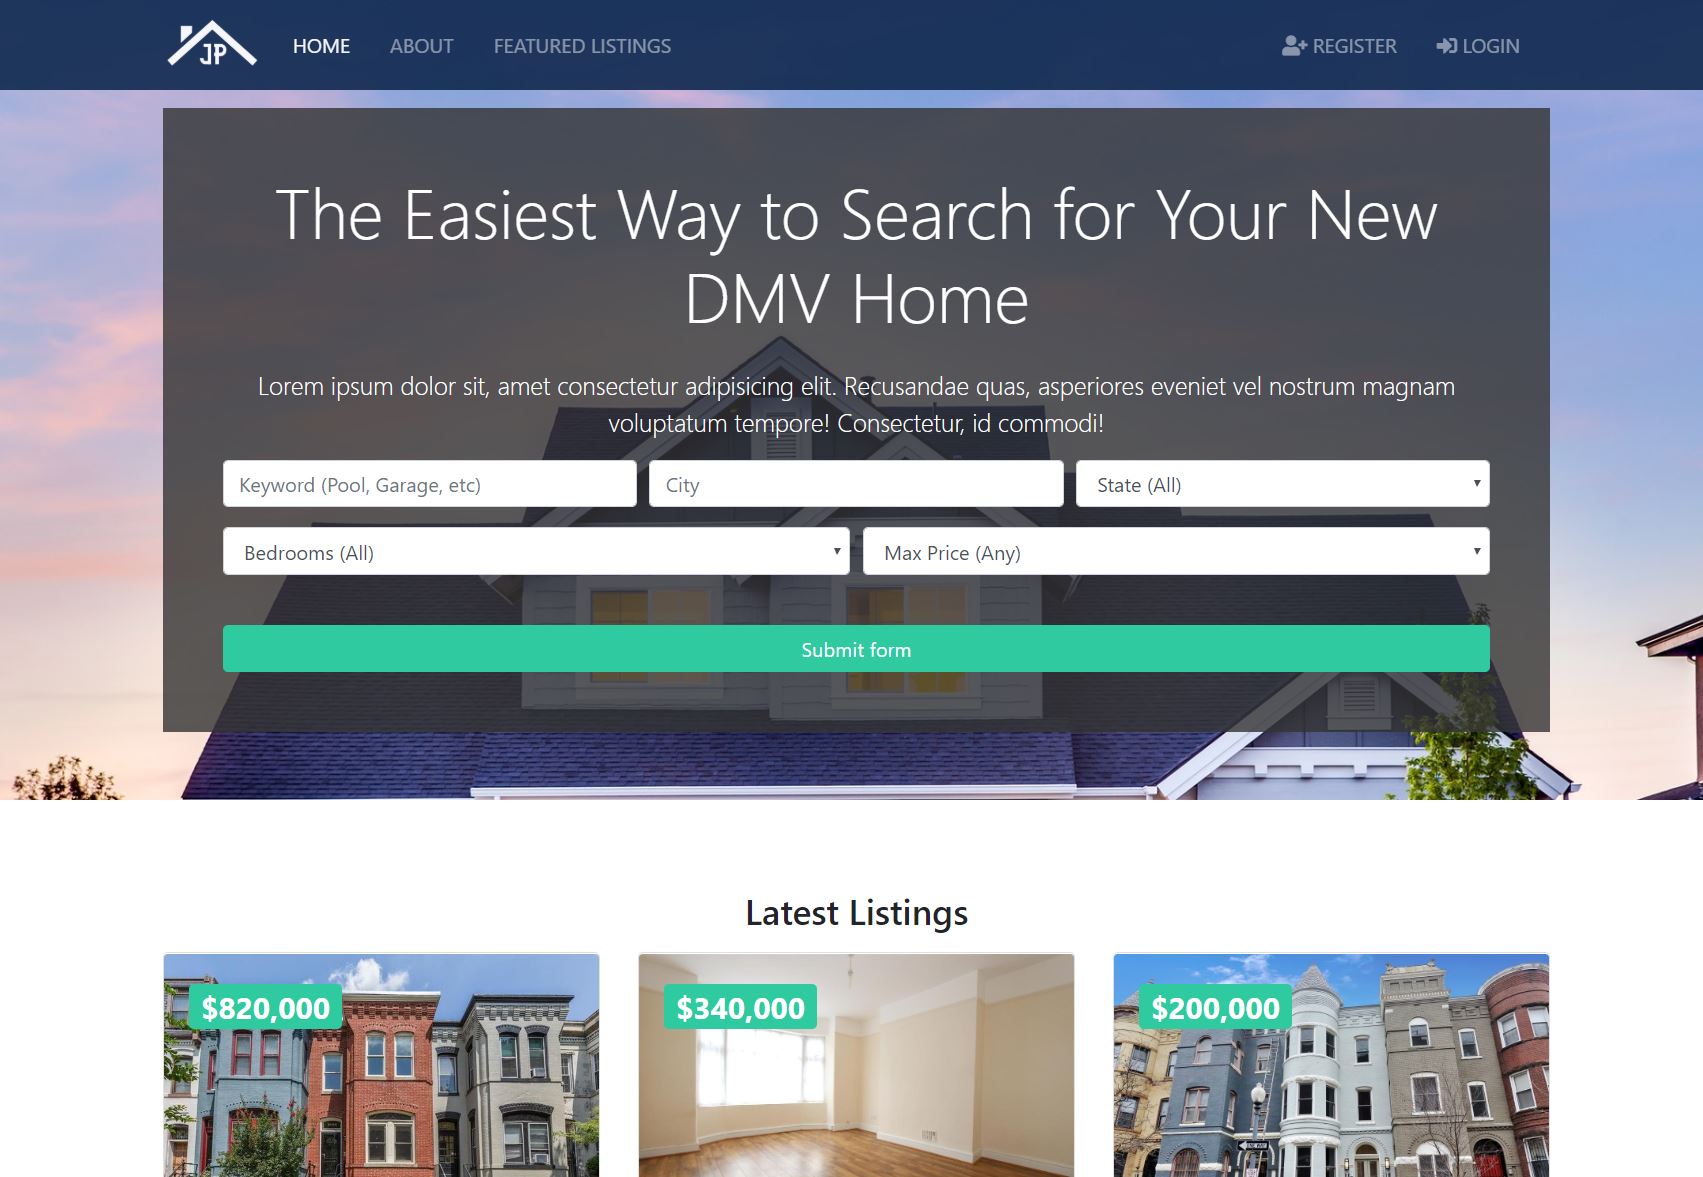 JP
HOME
ABOUT
FEATURED LISTINGS
REGISTER
LOGIN
The Easiest Way to Search for Your New
DMV Home
Lorem ipsum dolor sit, amet consectetur adipisicing elit. Recusandae quas, asperiores eveniet vel nostrum magnam
voluptatum tempore! Consectetur, id commodi!
Keyword (Pool, Garage, etc)
City
State (All)
Bedrooms (All)
Max Price (Any)
Submit form
Latest Listings
$820,000
$340,000
$200,000